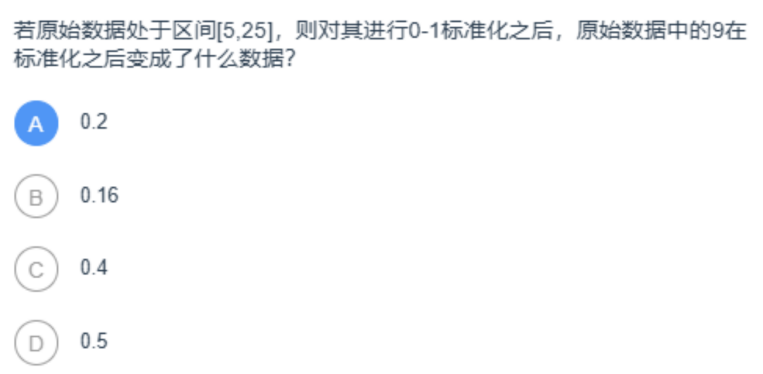 若原始数据处于区间[5,25]，则对其进行0-1标准化之后，原始数据中的9在
标准化之后变成了什么数据?
A 0.2
B 0.16
C 0.4
D 0.5